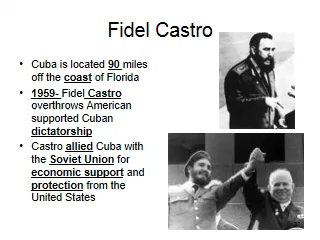 Fidel Castro
• Cuba is located 90 miles
off the coast of Florida
• 1959- Fidel Castro
overthrows American
supported Cuban
dictatorship
• Castro allied Cuba with
the Soviet Union for
economic support and
protection from the
United States